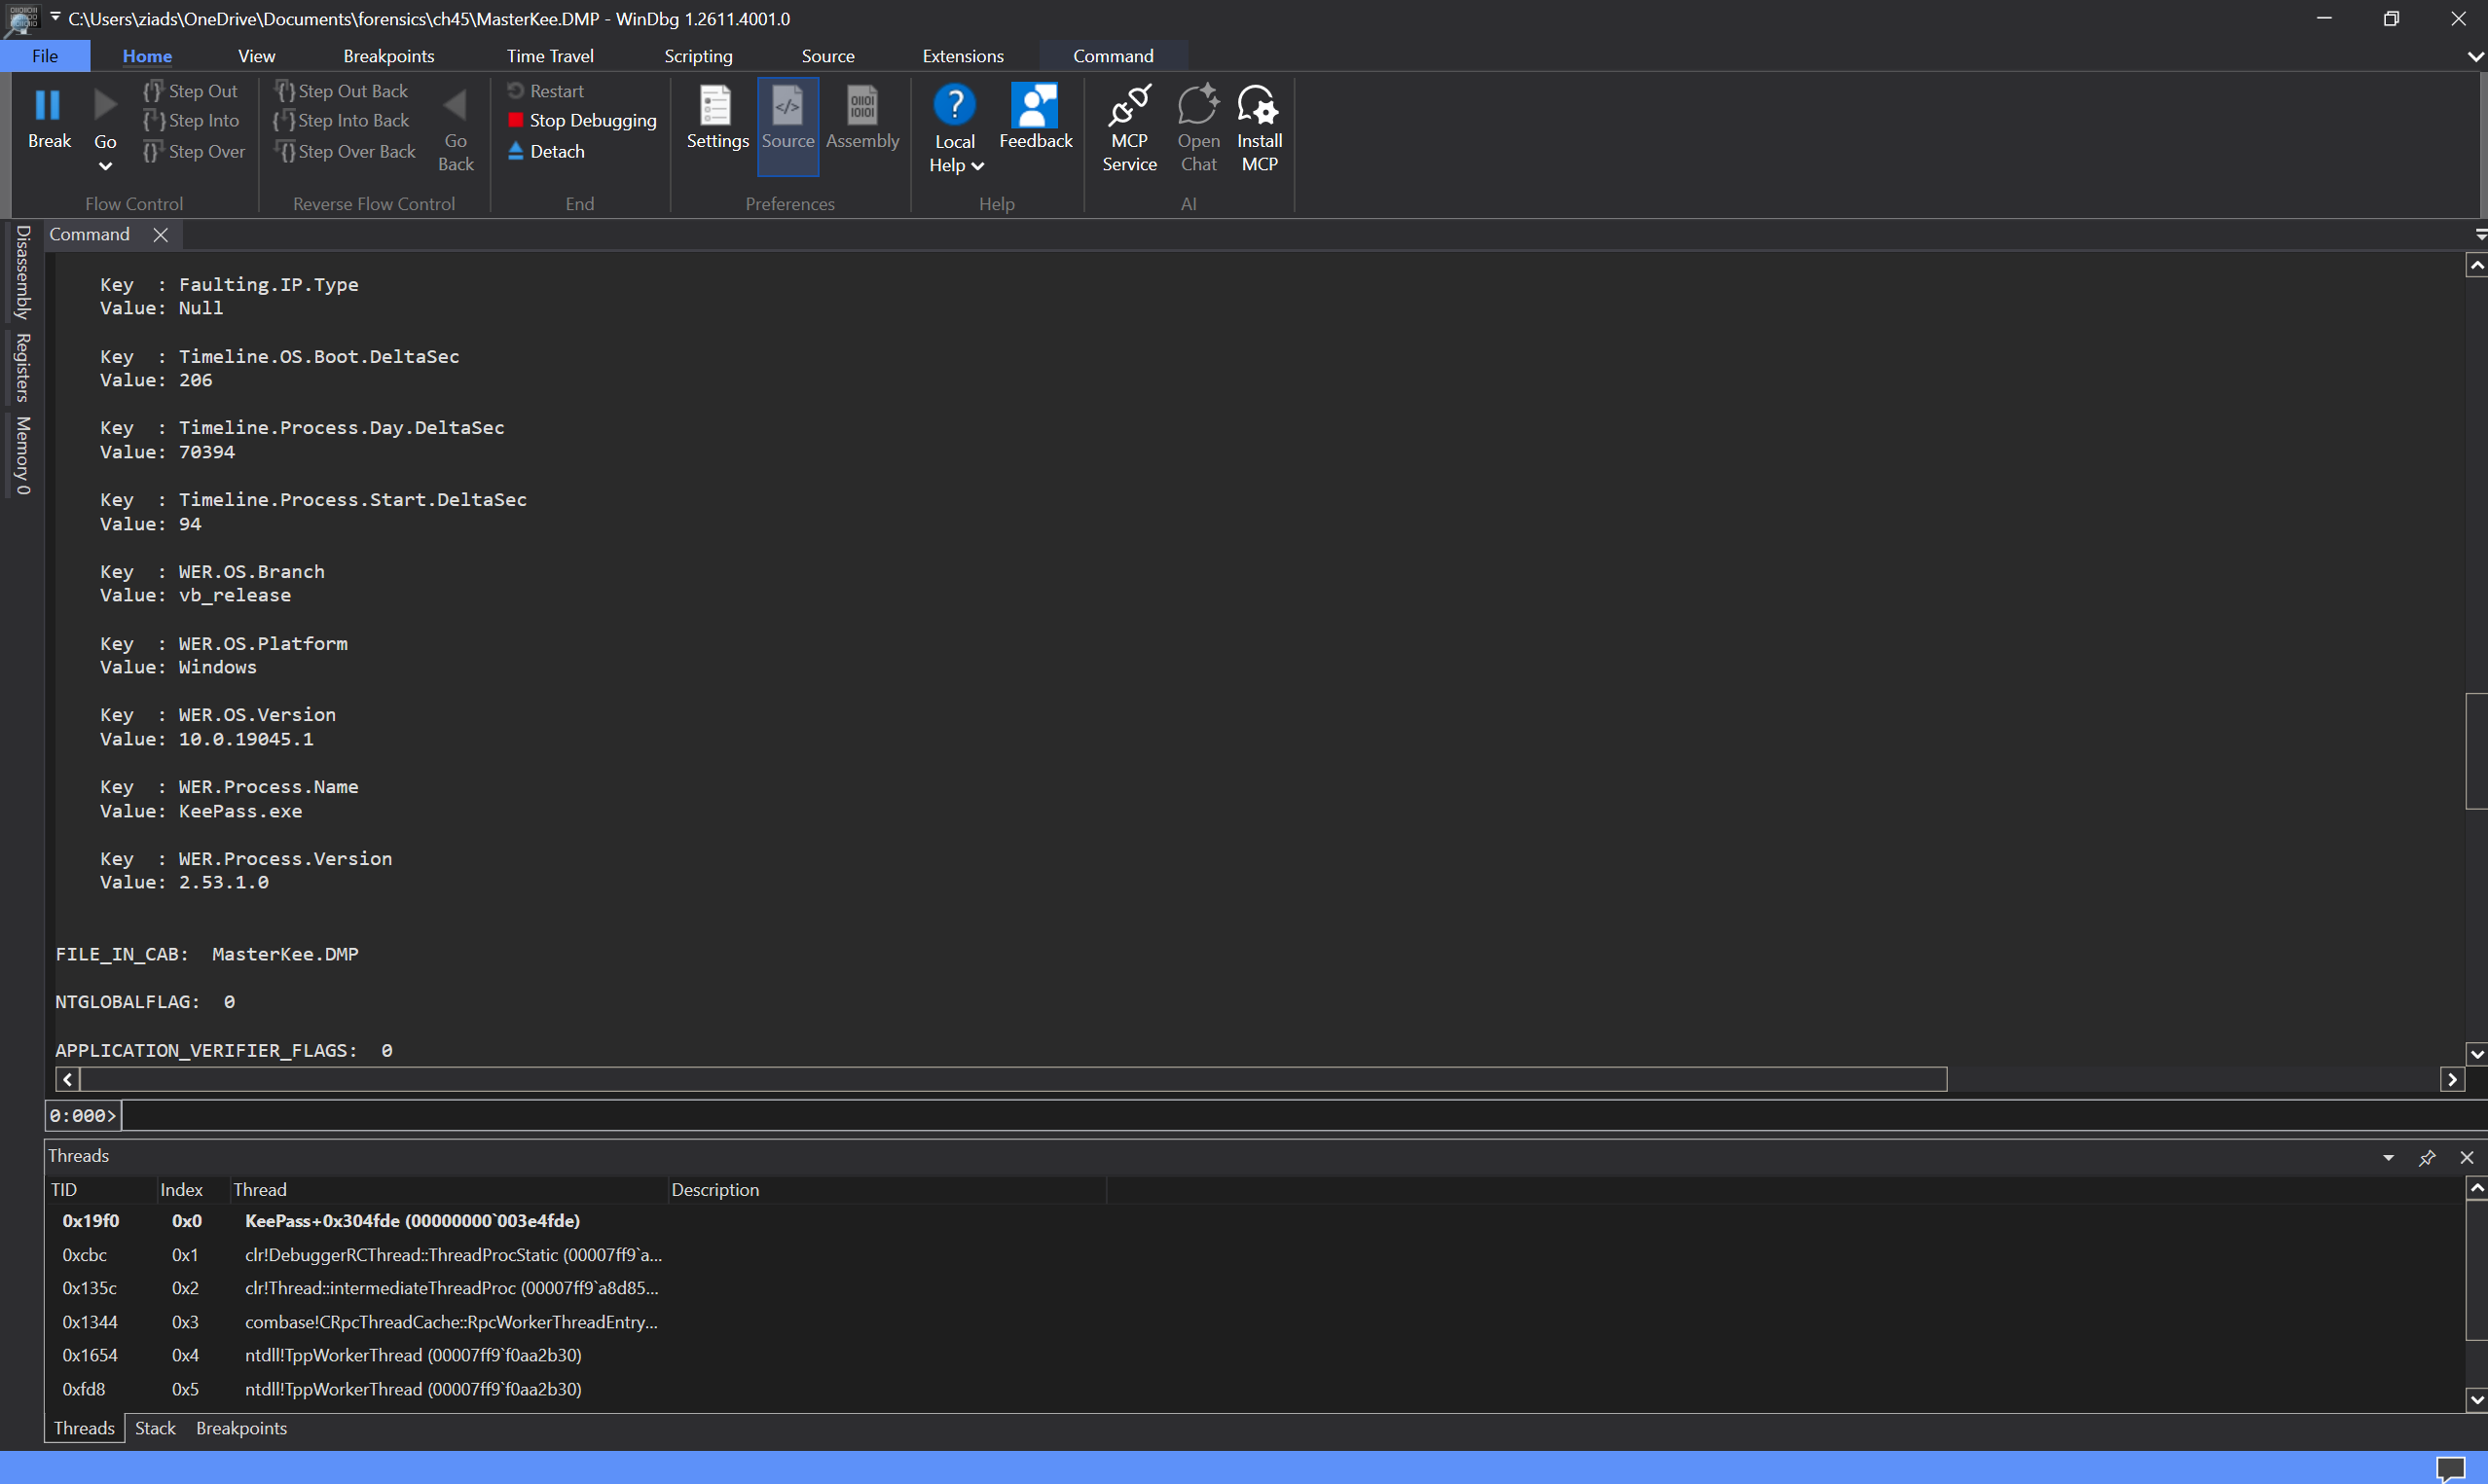 C:\Users\ziads\OneDrive\Documents\forensics\ch45\MasterKee.DMP - WinDbg 1.2611.4001.0
File Home View Breakpoints Time Travel Scripting Source Extensions Command
Break
Go
Step Out
Step Into
Step Over
Flow Control
Step Out Back
Step Into Back
Step Over Back
Go Back
Reverse Flow Control
Restart
Stop Debugging
Detach
End
Settings
Source
Assembly
Preferences
Local Help
Feedback
Help
MCP Service
Open Chat
Install MCP
AI
Disassembly
Registers
Memory 0
Command
Key  : Faulting.IP.Type
Value: Null
Key  : Timeline.OS.Boot.DeltaSec
Value: 206
Key  : Timeline.Process.Day.DeltaSec
Value: 70394
Key  : Timeline.Process.Start.DeltaSec
Value: 94
Key  : WER.OS.Branch
Value: vb_release
Key  : WER.OS.Platform
Value: Windows
Key  : WER.OS.Version
Value: 10.0.19045.1
Key  : WER.Process.Name
Value: KeePass.exe
Key  : WER.Process.Version
Value: 2.53.1.0
FILE_IN_CAB:  MasterKee.DMP
NTGLOBALFLAG:  0
APPLICATION_VERIFIER_FLAGS:  0
0:000>
Threads
TID Index Thread Description
0x19f0 0x0 KeePass+0x304fde (00000000`003e4fde)
0xcbc 0x1 clr!DebuggerRCThread::ThreadProcStatic (00007ff9`a...
0x135c 0x2 clr!Thread::intermediateThreadProc (00007ff9`a8d85...
0x1344 0x3 combase!CRpcThreadCache::RpcWorkerThreadEntry...
0x1654 0x4 ntdll!TppWorkerThread (00007ff9`f0aa2b30)
0xfd8 0x5 ntdll!TppWorkerThread (00007ff9`f0aa2b30)
Threads Stack Breakpoints